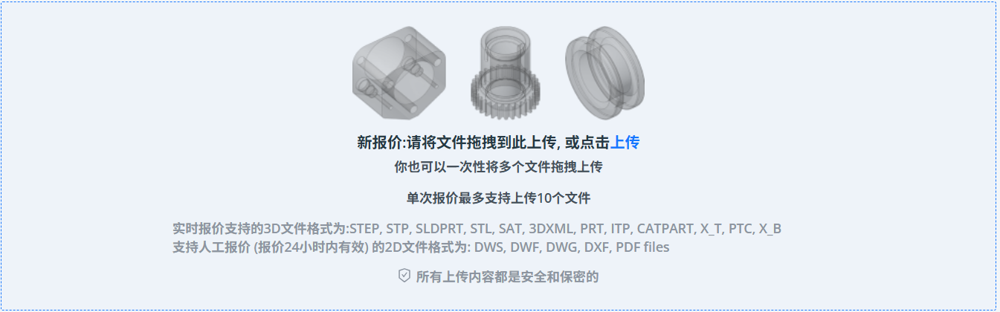 新报价:请将文件拖拽到此上传, 或点击上传
你也可以一次性将多个文件拖拽上传
单次报价最多支持上传10个文件
实时报价支持的3D文件格式为:STEP, STP, SLDPRT, STL, SAT, 3DXML, PRT, ITP, CATPART, X_T, PTC, X_B
支持人工报价 (报价24小时内有效) 的2D文件格式为: DWS, DWF, DWG, DXF, PDF files
所有上传内容都是安全和保密的